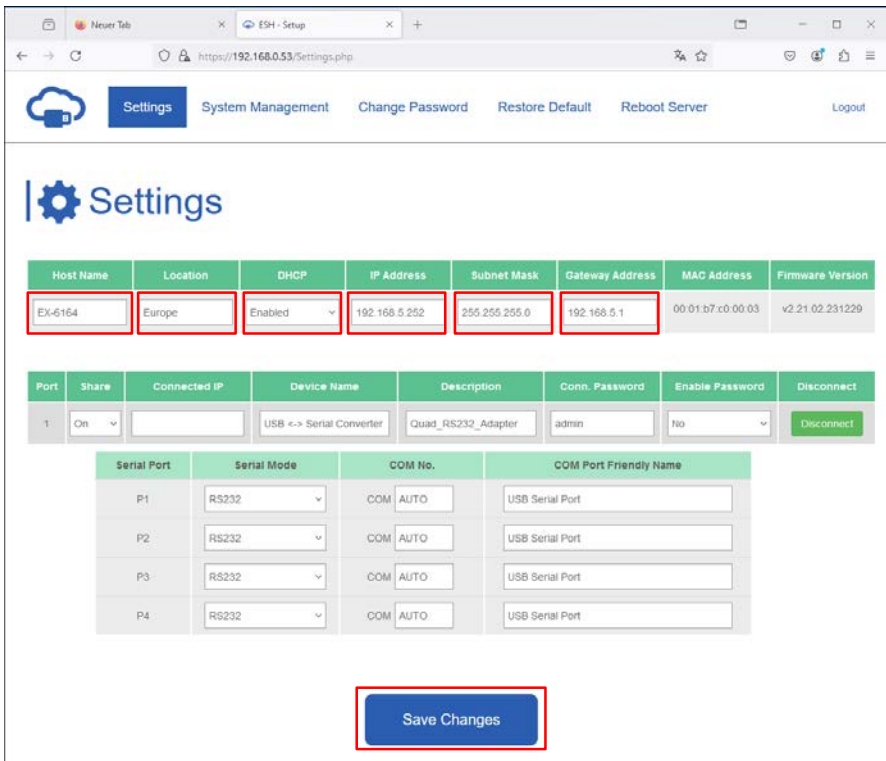 Neuer Tab
ESH - Setup
https://192.168.0.53/Settings.php
Settings System Management Change Password Restore Default Reboot Server Logout
Settings
Host Name Location DHCP IP Address Subnet Mask Gateway Address MAC Address Firmware Version
EX-6164 Europe Enabled 192.168.5.252 255.255.255.0 192.168.5.1 00:01:b7:c0:00:03 v2.21.02.231229
Port Share Connected IP Device Name Description Conn. Password Enable Password Disconnect
1 On USB <-> Serial Converter Quad_RS232_Adapter admin No Disconnect
Serial Port Serial Mode COM No. COM Port Friendly Name
P1 RS232 COM AUTO USB Serial Port
P2 RS232 COM AUTO USB Serial Port
P3 RS232 COM AUTO USB Serial Port
P4 RS232 COM AUTO USB Serial Port
Save Changes